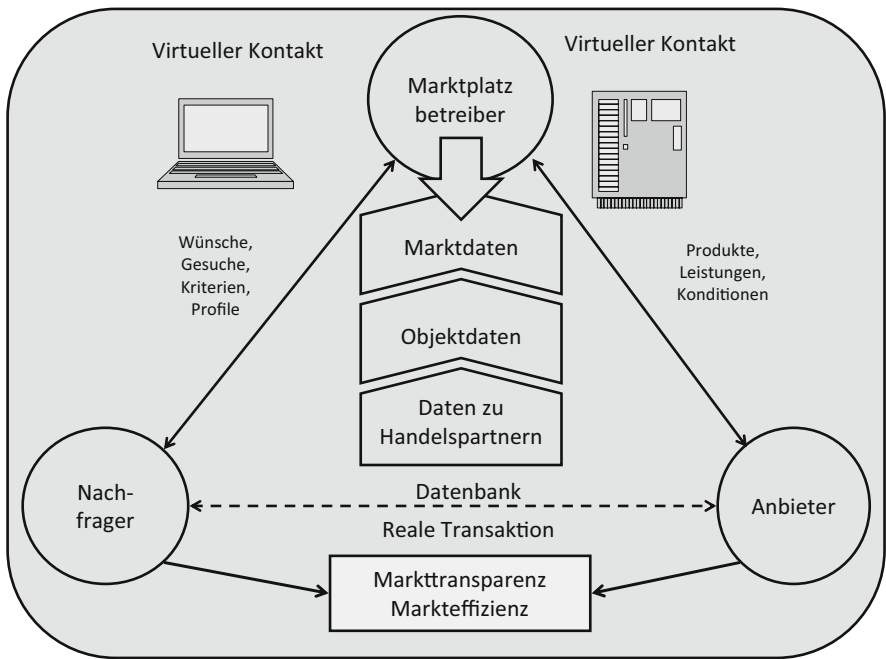 Virtueller Kontakt
Virtueller Kontakt
Marktplatz
betreiber
Wünsche,
Gesuche,
Kriterien,
Profile
Marktdaten
Produkte,
Leistungen,
Konditionen
Objektdaten
Daten zu
Handelspartnern
Nach-
frager
Datenbank
Anbieter
Reale Transaktion
Markttransparenz
Markteffizienz